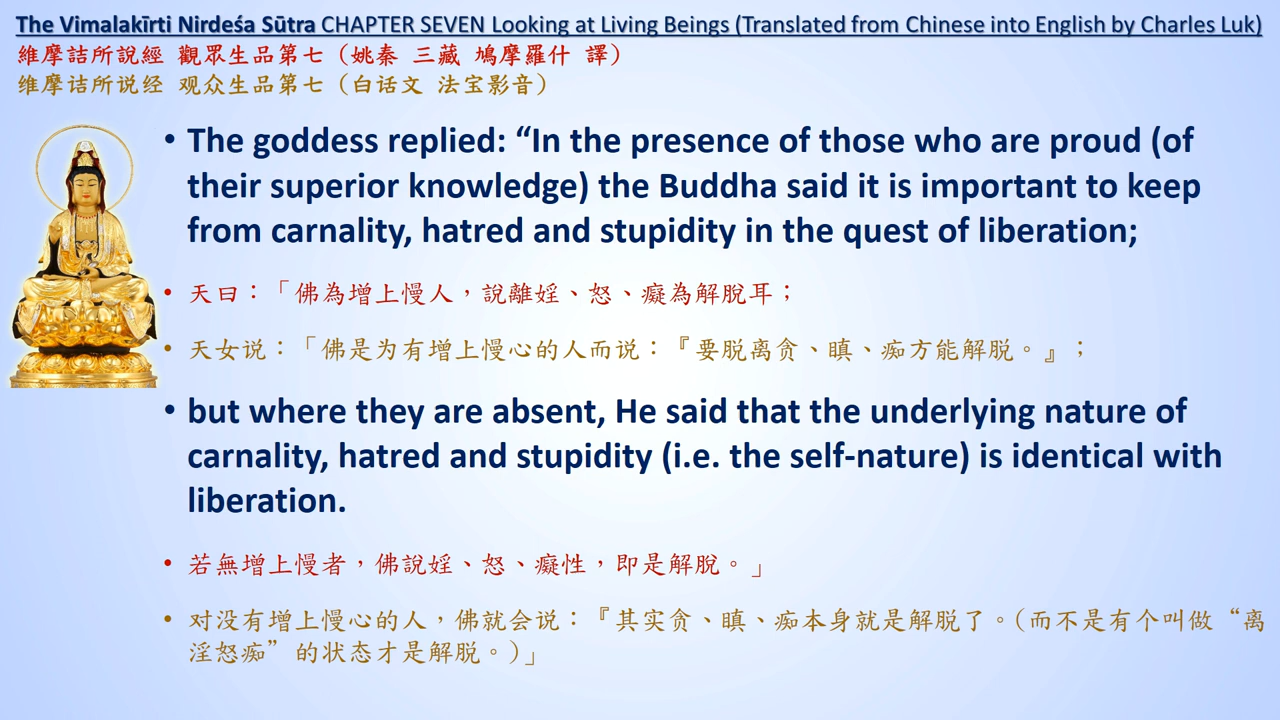 The Vimalakīrti Nirdeśa Sūtra CHAPTER SEVEN Looking at Living Beings (Translated from Chinese into English by Charles Luk)
維摩詰所說經 觀眾生品第七（姚秦 三藏 鳩摩羅什 譯）
维摩诘所说经 观众生品第七（白话文 法宝影音）
• The goddess replied: “In the presence of those who are proud (of
their superior knowledge) the Buddha said it is important to keep
from carnality, hatred and stupidity in the quest of liberation;
• 天曰：「佛為增上慢人，說離婬、怒、癡為解脫耳；
• 天女说：「佛是为有增上慢心的人而说：『要脱离贪、瞋、痴方能解脱。』；
• but where they are absent, He said that the underlying nature of
carnality, hatred and stupidity (i.e. the self-nature) is identical with
liberation.
• 若無增上慢者，佛說婬、怒、癡性，即是解脫。」
• 对没有增上慢心的人，佛就会说：『其实贪、瞋、痴本身就是解脱了。（而不是有个叫做“离
淫怒痴”的状态才是解脱。）」